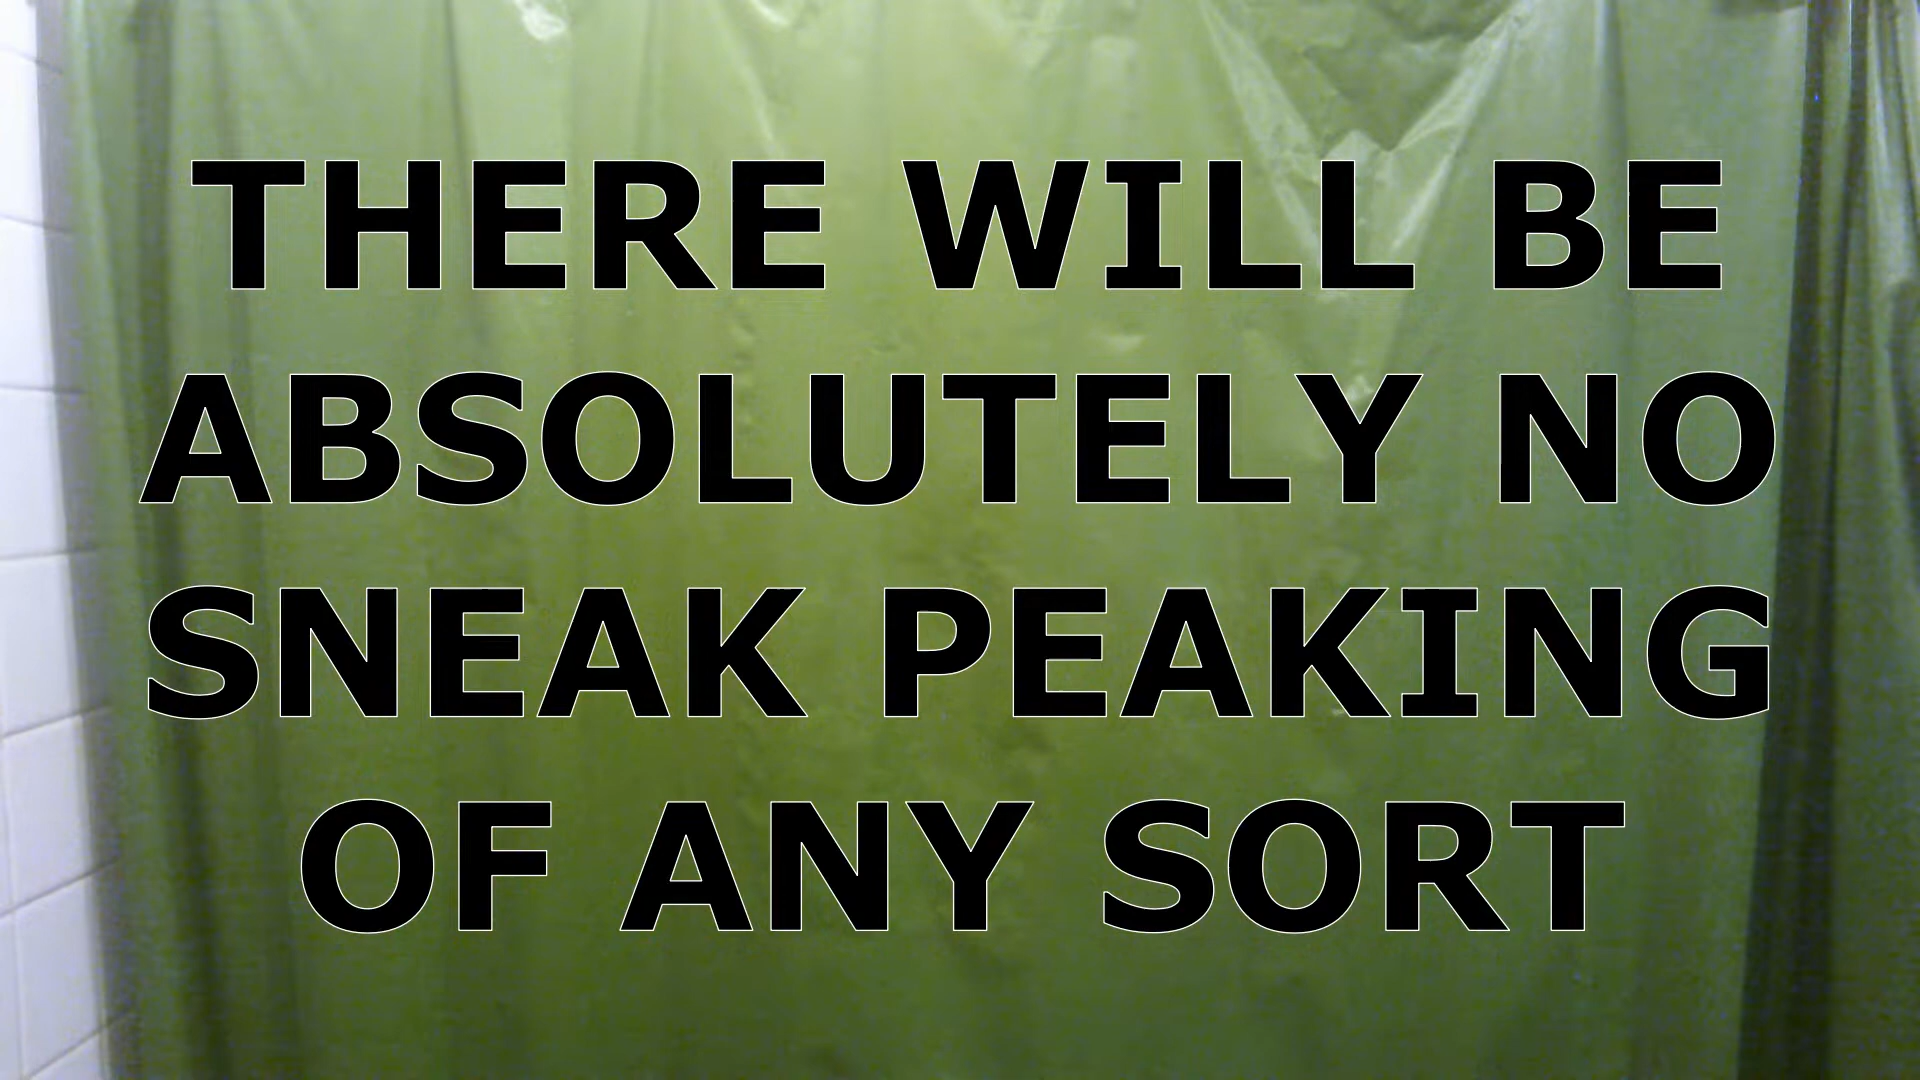 THERE WILL BE
ABSOLUTELY NO
SNEAK PEAKING
OF ANY SORT